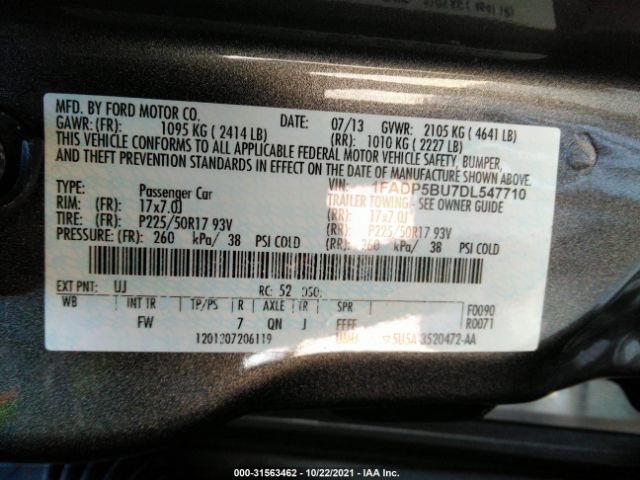 MFD. BY FORD MOTOR CO.
07/13 GVWR: 2105 KG ( 4641 LB)
GAWR: (FR): 1095 KG ( 2414 LB) (RR): 1010 KG ( 2227 LB)
THIS VEHICLE CONFORMS TO ALL APPLICABLE FEDERAL MOTOR VEHICLE SAFETY, BUMPER,
AND THEFT PREVENTION STANDARDS IN EFFECT ON THE DATE OF MANUFACTURE SHOWN ABOVE.
VIN: 1FADP5BU7DL547710
TYPE: Passenger Car TRAILER TOWING - SEE OWNER GUIDE
RIM: (FR): 17x7.0J (RR): 17x7.0J
TIRE: (FR): P225/50R17 93V (RR): P225/50R17 93V
PRESSURE: (FR): 260 kPa/ 38 PSI COLD (RR): 260 kPa/ 38 PSI COLD
EXT PNT: UJ RC: 52
WB INT TR TP/PS R AXLE TR SPR F0090
FW 7 QN J FFFF R0071
1201307206119 5U5A 3520472-AA
000-31563462 - 10/22/2021 - IAA Inc.